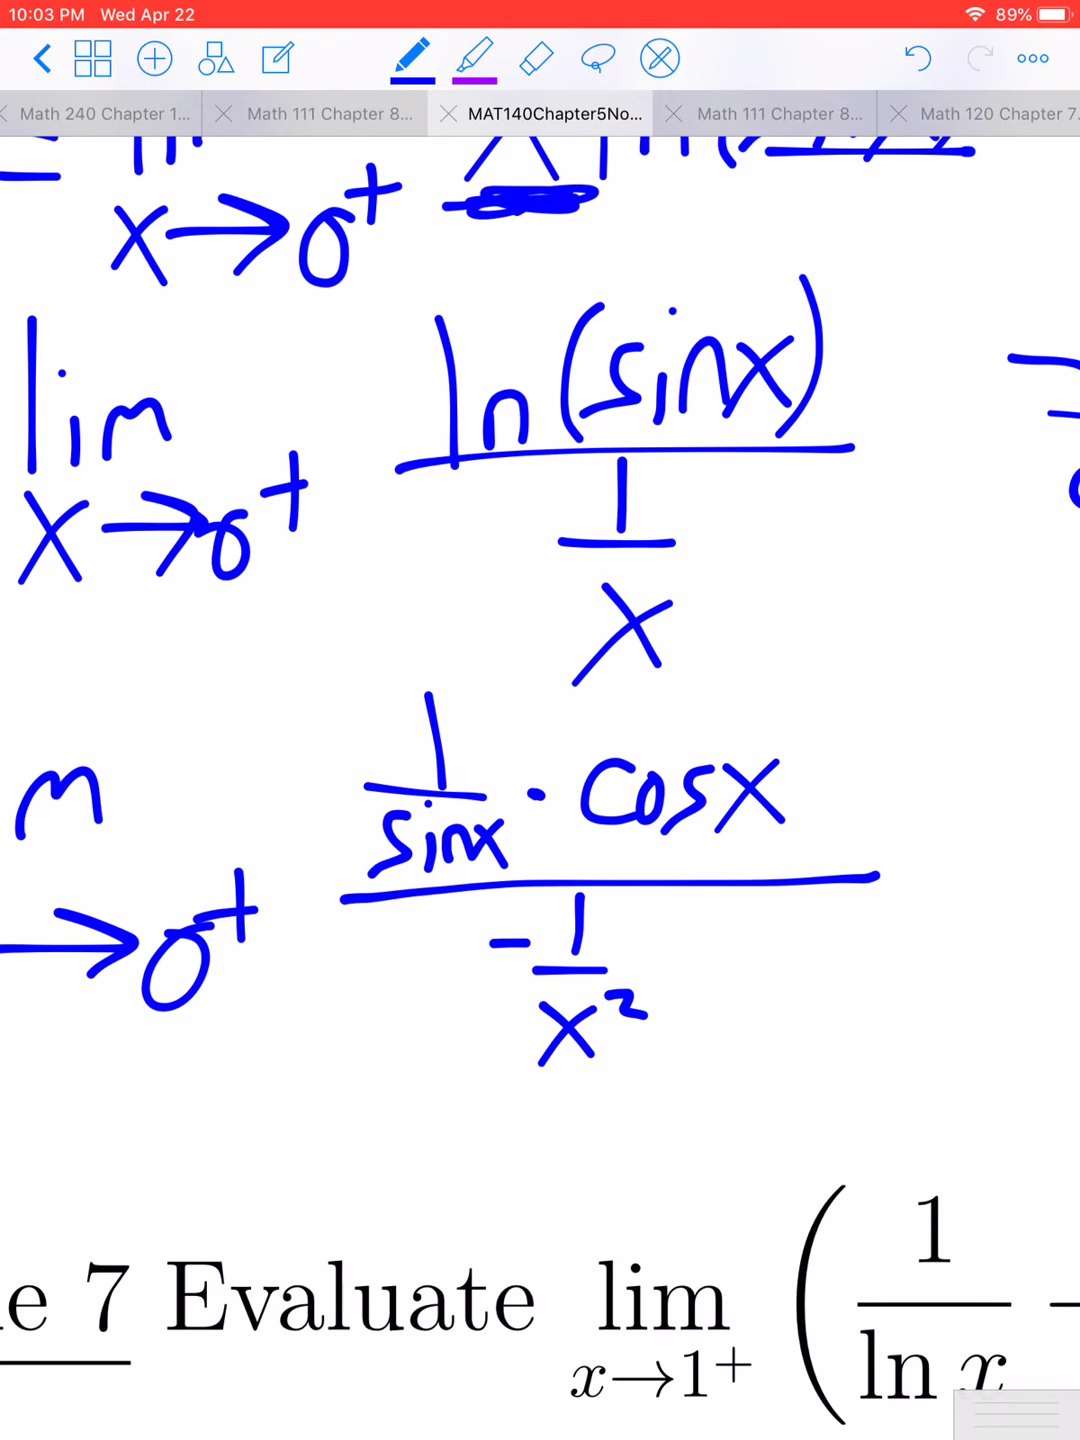 10:03 PM Wed Apr 22 89%
Math 240 Chapter 1... Math 111 Chapter 8... MAT140Chapter5No... Math 111 Chapter 8... Math 120 Chapter 7.
x→0⁺
lim x→0⁺ ln(sinx) / (1/x)
m →0⁺ (1/sinx · cosx) / (-1/x²)
e 7 Evaluate lim x→1⁺ ( 1/ln x −